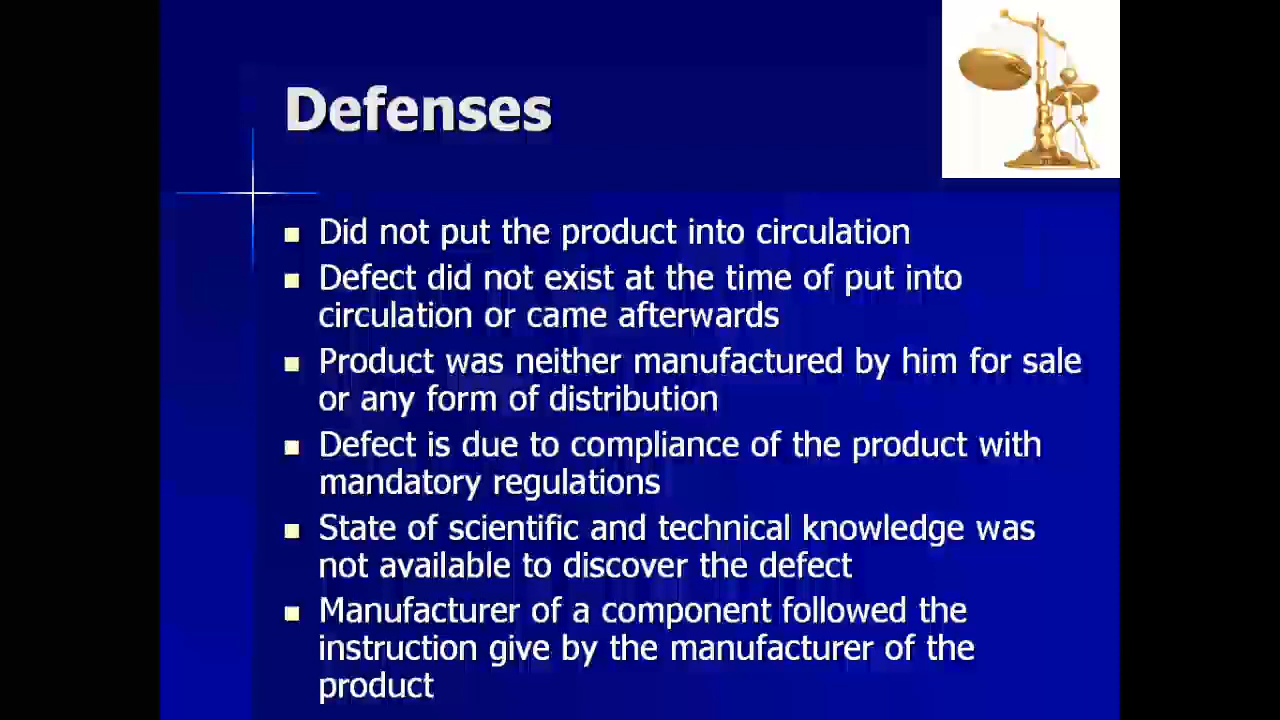 Defenses
Did not put the product into circulation
Defect did not exist at the time of put into
circulation or came afterwards
Product was neither manufactured by him for sale
or any form of distribution
Defect is due to compliance of the product with
mandatory regulations
State of scientific and technical knowledge was
not available to discover the defect
Manufacturer of a component followed the
instruction give by the manufacturer of the
product